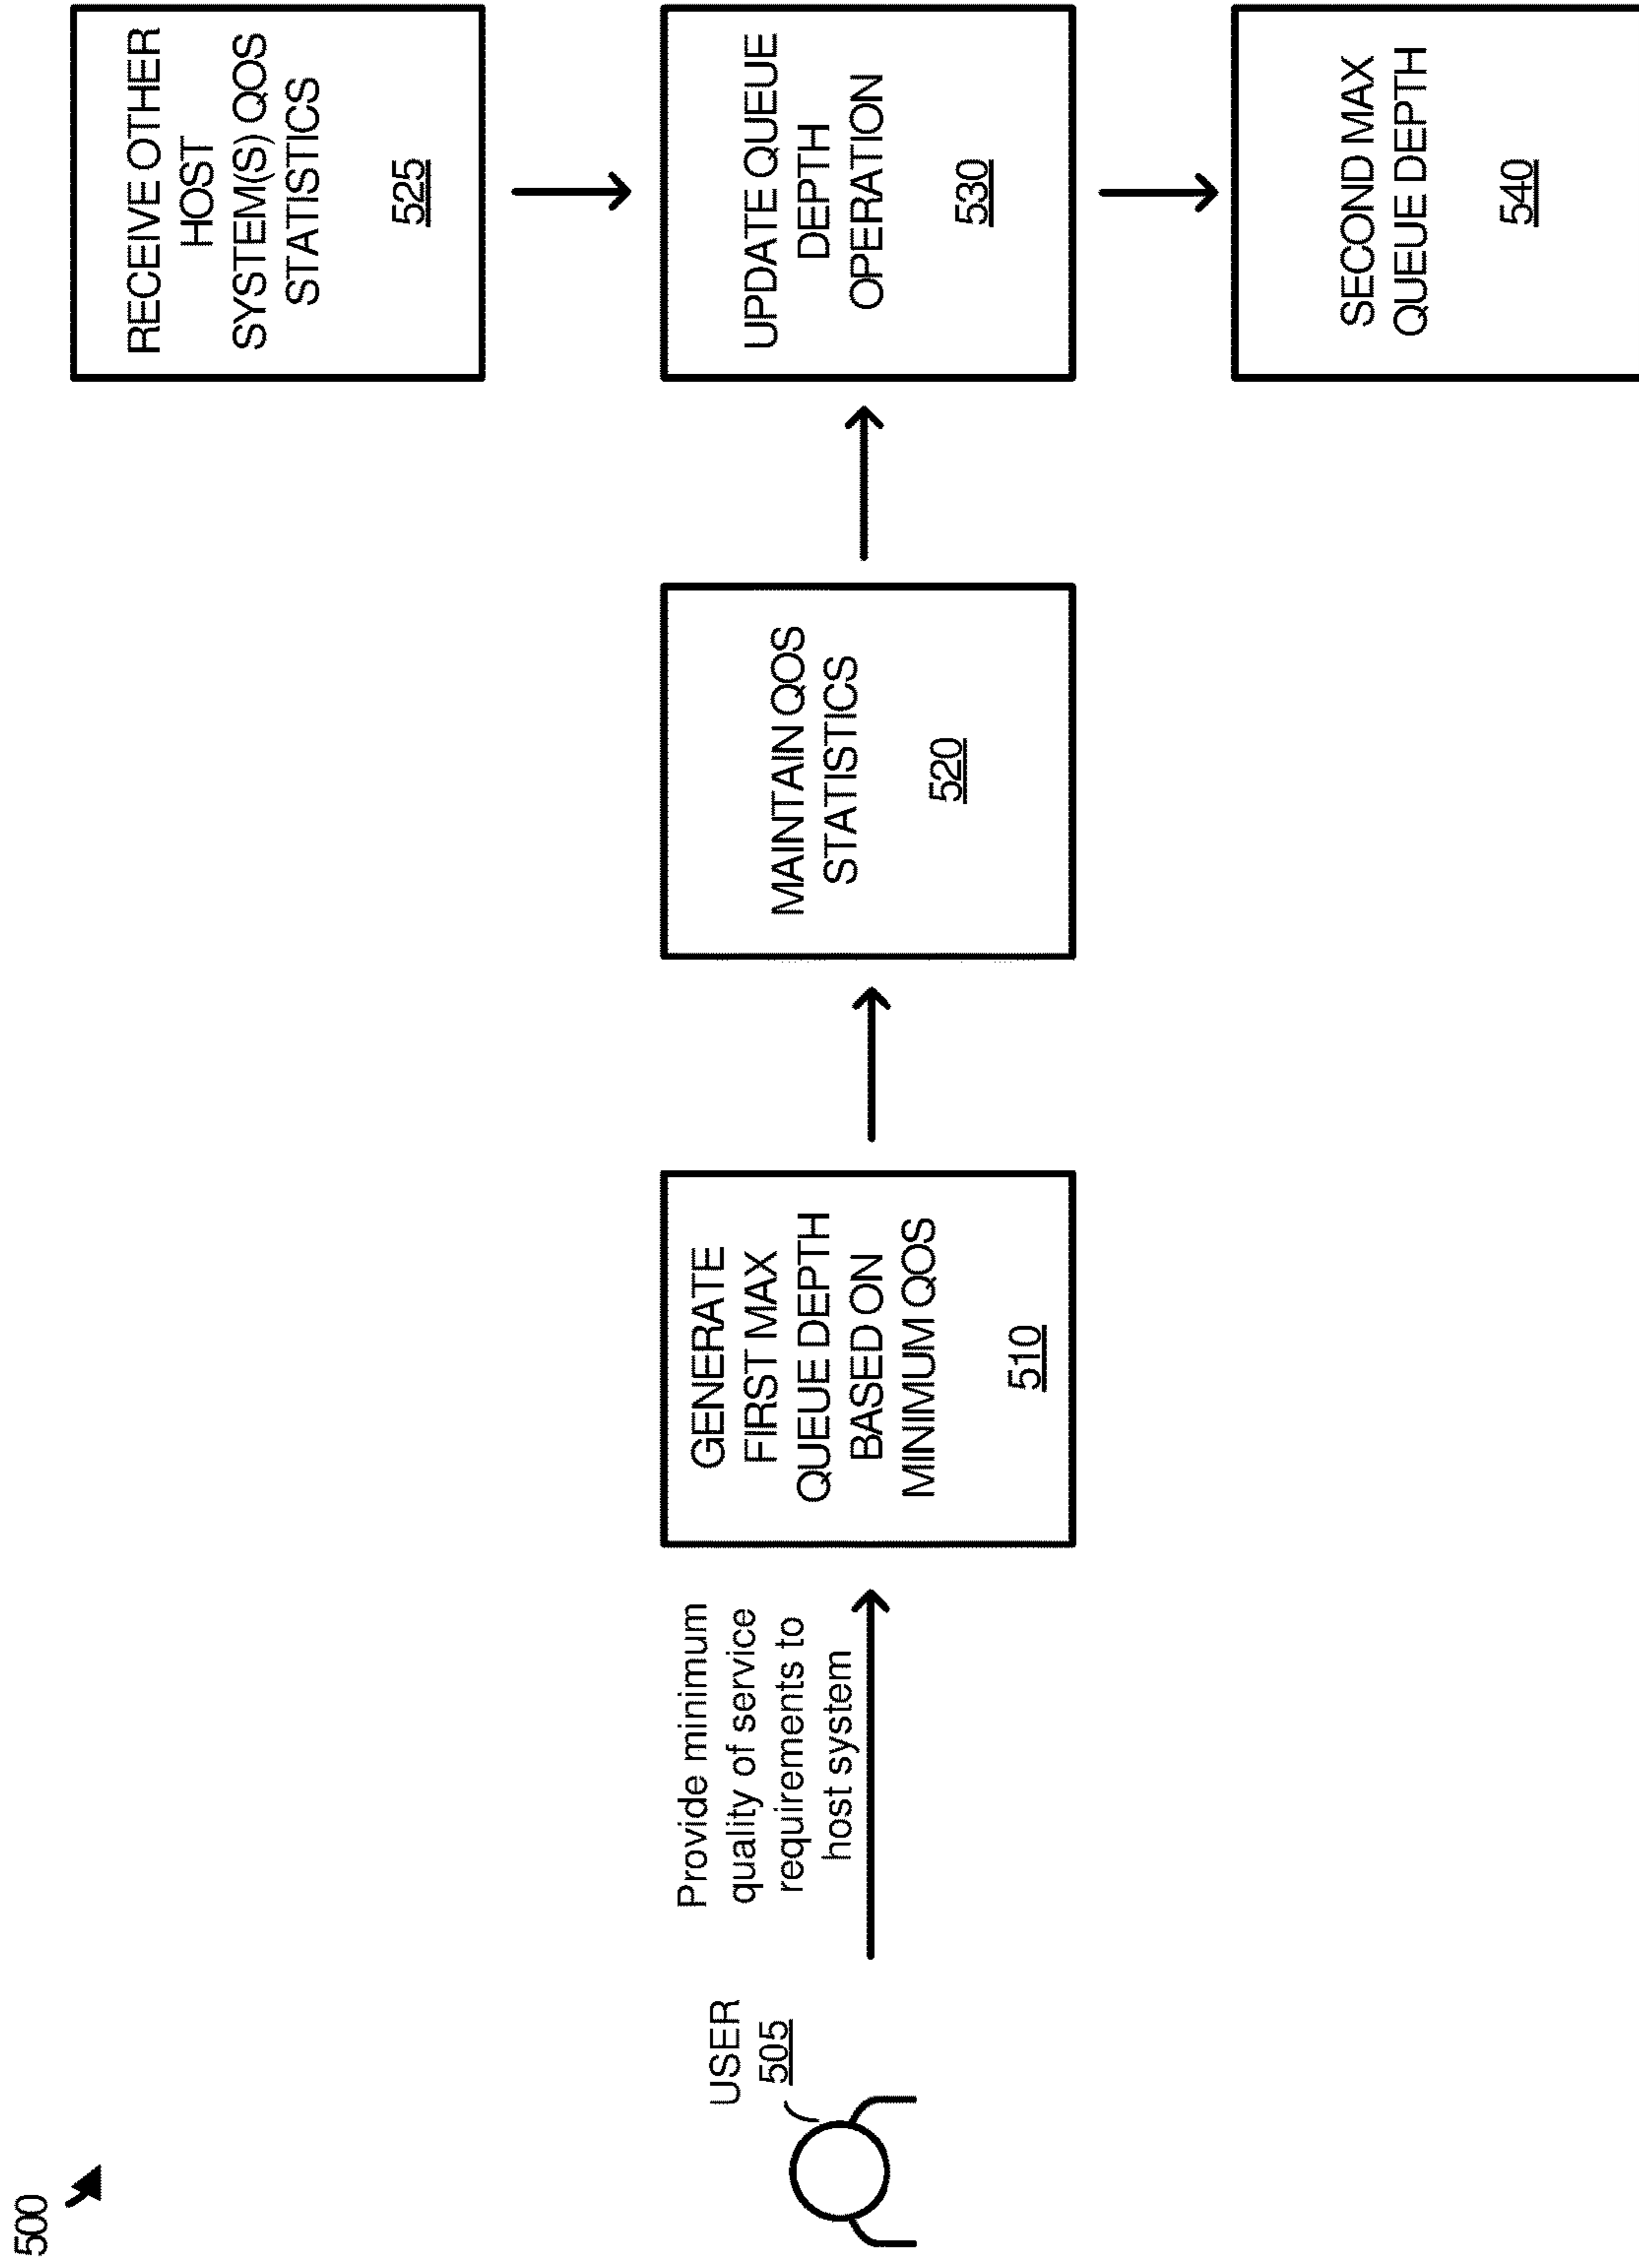 500
USER
505
Provide minimum
quality of service
requirements to
host system
GENERATE
FIRST MAX
QUEUE DEPTH
BASED ON
MINIMUM QOS
510
MAINTAIN QOS
STATISTICS
520
RECEIVE OTHER
HOST
SYSTEM(S) QOS
STATISTICS
525
UPDATE QUEUE
DEPTH
OPERATION
530
SECOND MAX
QUEUE DEPTH
540